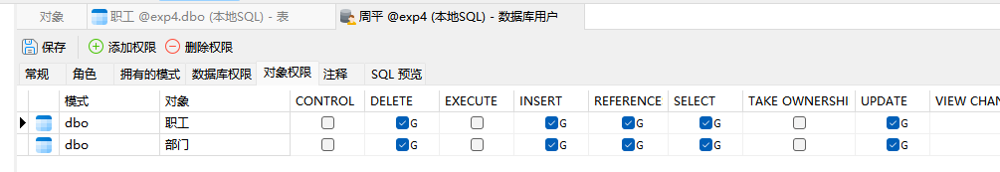 对象 职工 @exp4.dbo (本地SQL) - 表 周平 @exp4 (本地SQL) - 数据库用户
保存 添加权限 删除权限
常规 角色 拥有的模式 数据库权限 对象权限 注释 SQL 预览
模式 对象 CONTROL DELETE EXECUTE INSERT REFERENCE SELECT TAKE OWNERSHI UPDATE VIEW CHAN
dbo 职工 G G G G G
dbo 部门 G G G G G